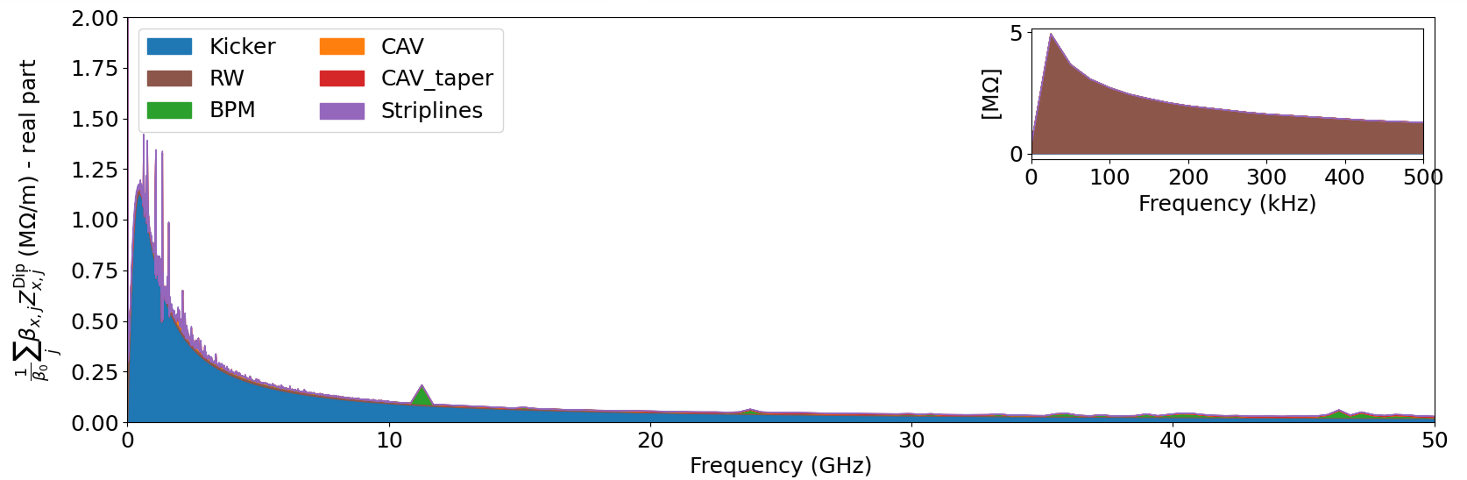 2.00
1.75
1.50
1.25
1.00
0.75
0.50
0.25
0.00
1/β₀ ∑ⱼ βₓ,ⱼ Zₓ,ⱼ^Dip (MΩ/m) - real part
Kicker
RW
BPM
CAV
CAV_taper
Striplines
5
0
[MΩ]
0 100 200 300 400 500
Frequency (kHz)
0 10 20 30 40 50
Frequency (GHz)